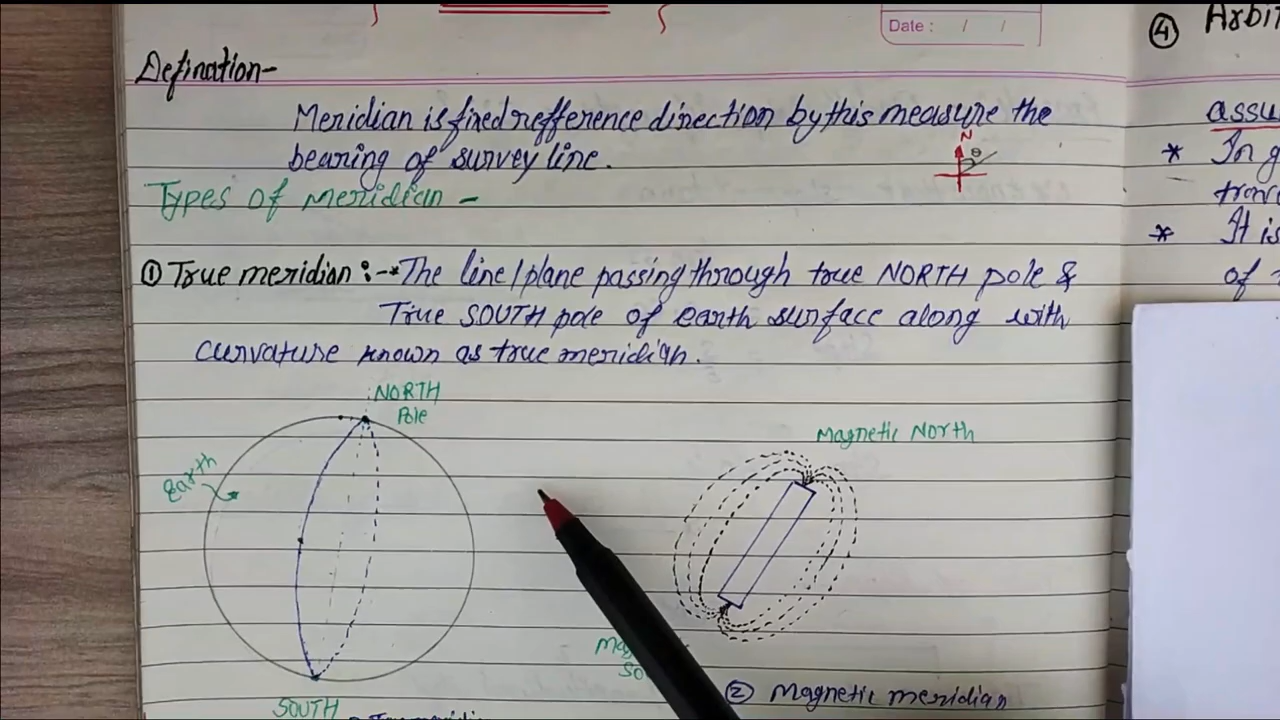 Date : / /
Defination-
Meridian is fixed refference direction by this measure the
bearing of survey line.
N
θ
Types of meridian -
① True meridian :-*The line/plane passing through true NORTH pole &
True SOUTH pole of earth surface along with
curvature known as true meridian.
NORTH
Pole
Earth
SOUTH
Magnetic North
② Magnetic meridian
④
assu
* In g
* It is
of